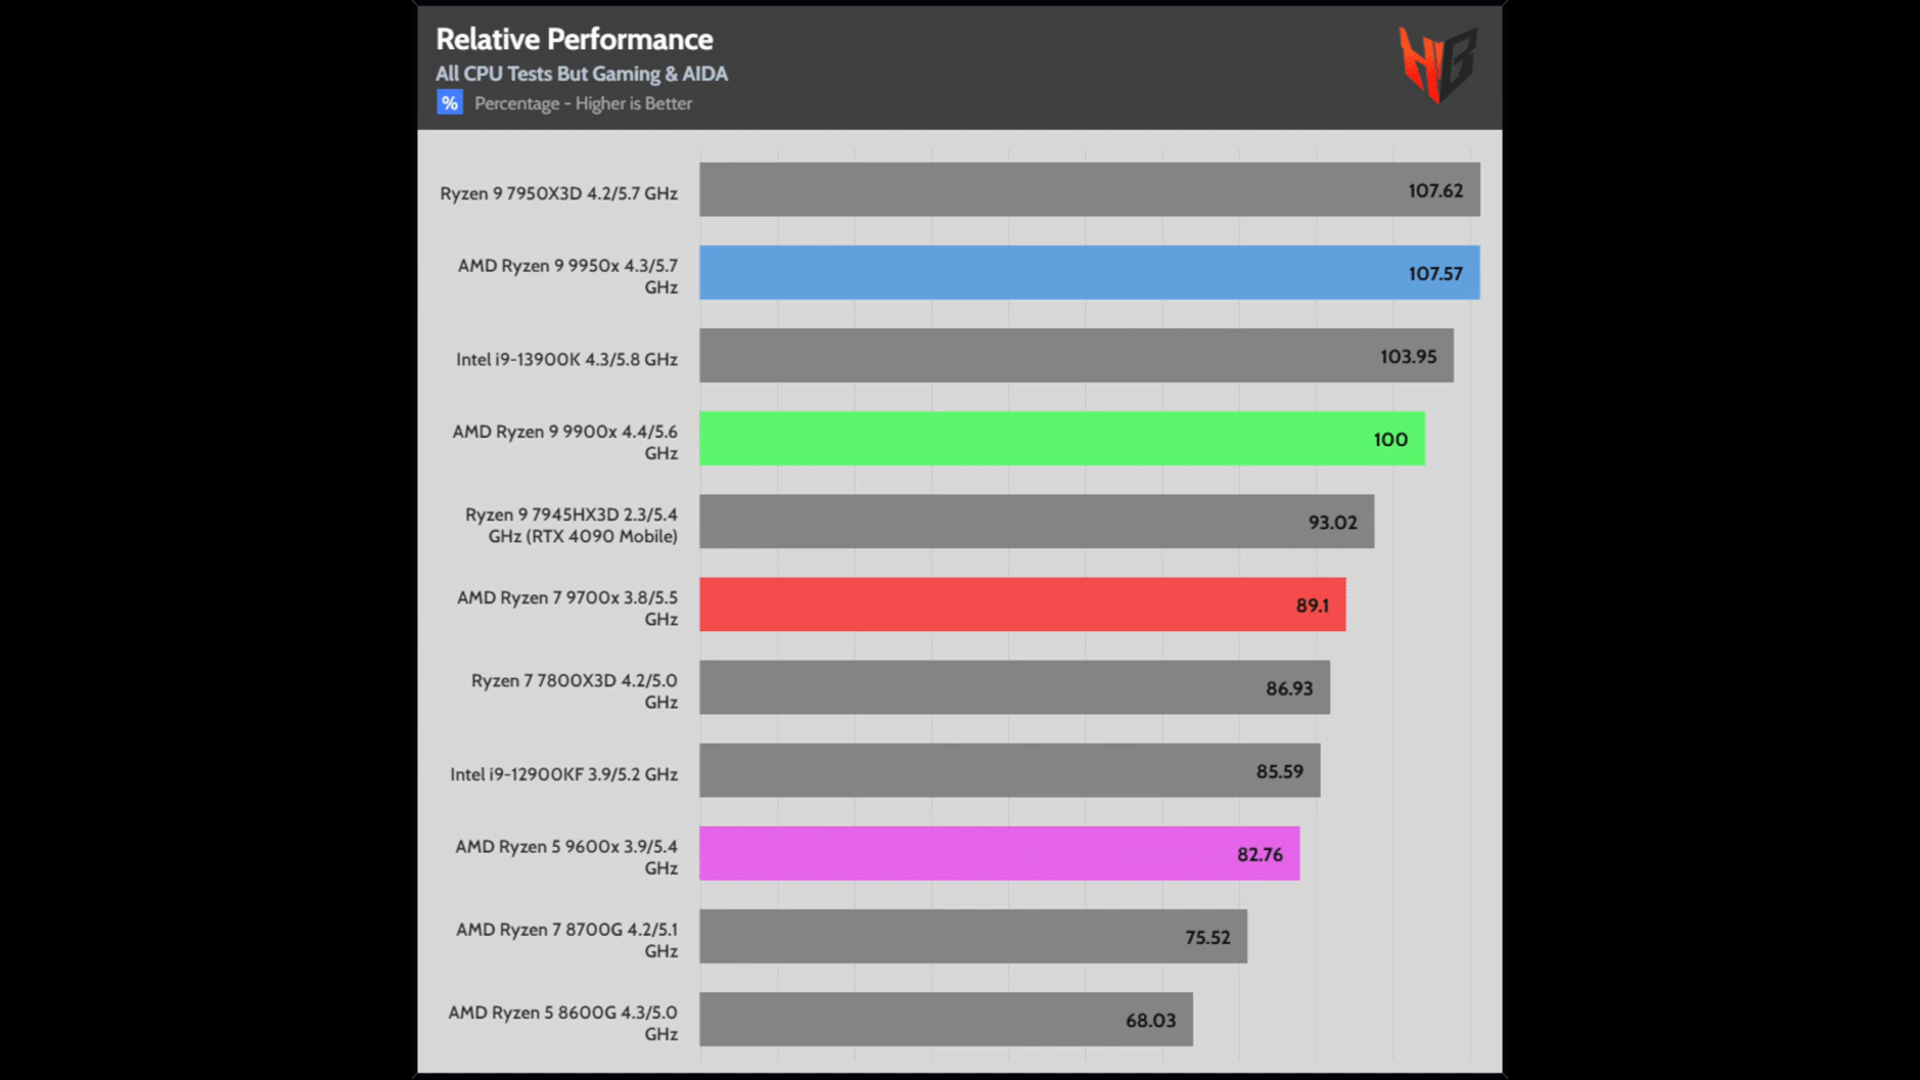 Relative Performance
All CPU Tests But Gaming & AIDA
% Percentage - Higher is Better
HB
Ryzen 9 7950X3D 4.2/5.7 GHz
107.62
AMD Ryzen 9 9950x 4.3/5.7
GHz
107.57
Intel i9-13900K 4.3/5.8 GHz
103.95
AMD Ryzen 9 9900x 4.4/5.6
GHz
100
Ryzen 9 7945HX3D 2.3/5.4
GHz (RTX 4090 Mobile)
93.02
AMD Ryzen 7 9700x 3.8/5.5
GHz
89.1
Ryzen 7 7800X3D 4.2/5.0
GHz
86.93
Intel i9-12900KF 3.9/5.2 GHz
85.59
AMD Ryzen 5 9600x 3.9/5.4
GHz
82.76
AMD Ryzen 7 8700G 4.2/5.1
GHz
75.52
AMD Ryzen 5 8600G 4.3/5.0
GHz
68.03